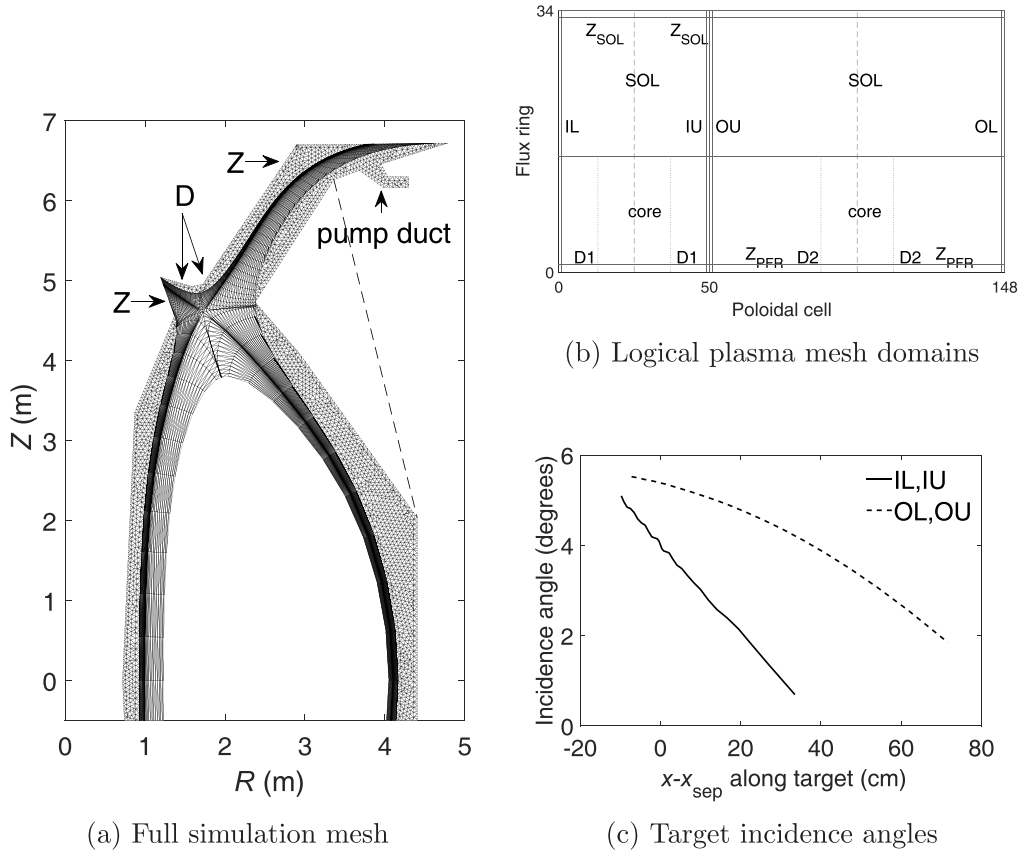 7
6
5
4
3
2
1
0
Z (m)
0 1 2 3 4 5
R (m)
Z
D
Z
pump duct
(a) Full simulation mesh
34
0
Flux ring
Z_SOL Z_SOL
SOL SOL
IL IU OU OL
core core
D1 D1 Z_PFR D2 D2 Z_PFR
0 50 148
Poloidal cell
(b) Logical plasma mesh domains
6
4
2
0
Incidence angle (degrees)
IL,IU
OL,OU
-20 0 20 40 60 80
x-x_sep along target (cm)
(c) Target incidence angles